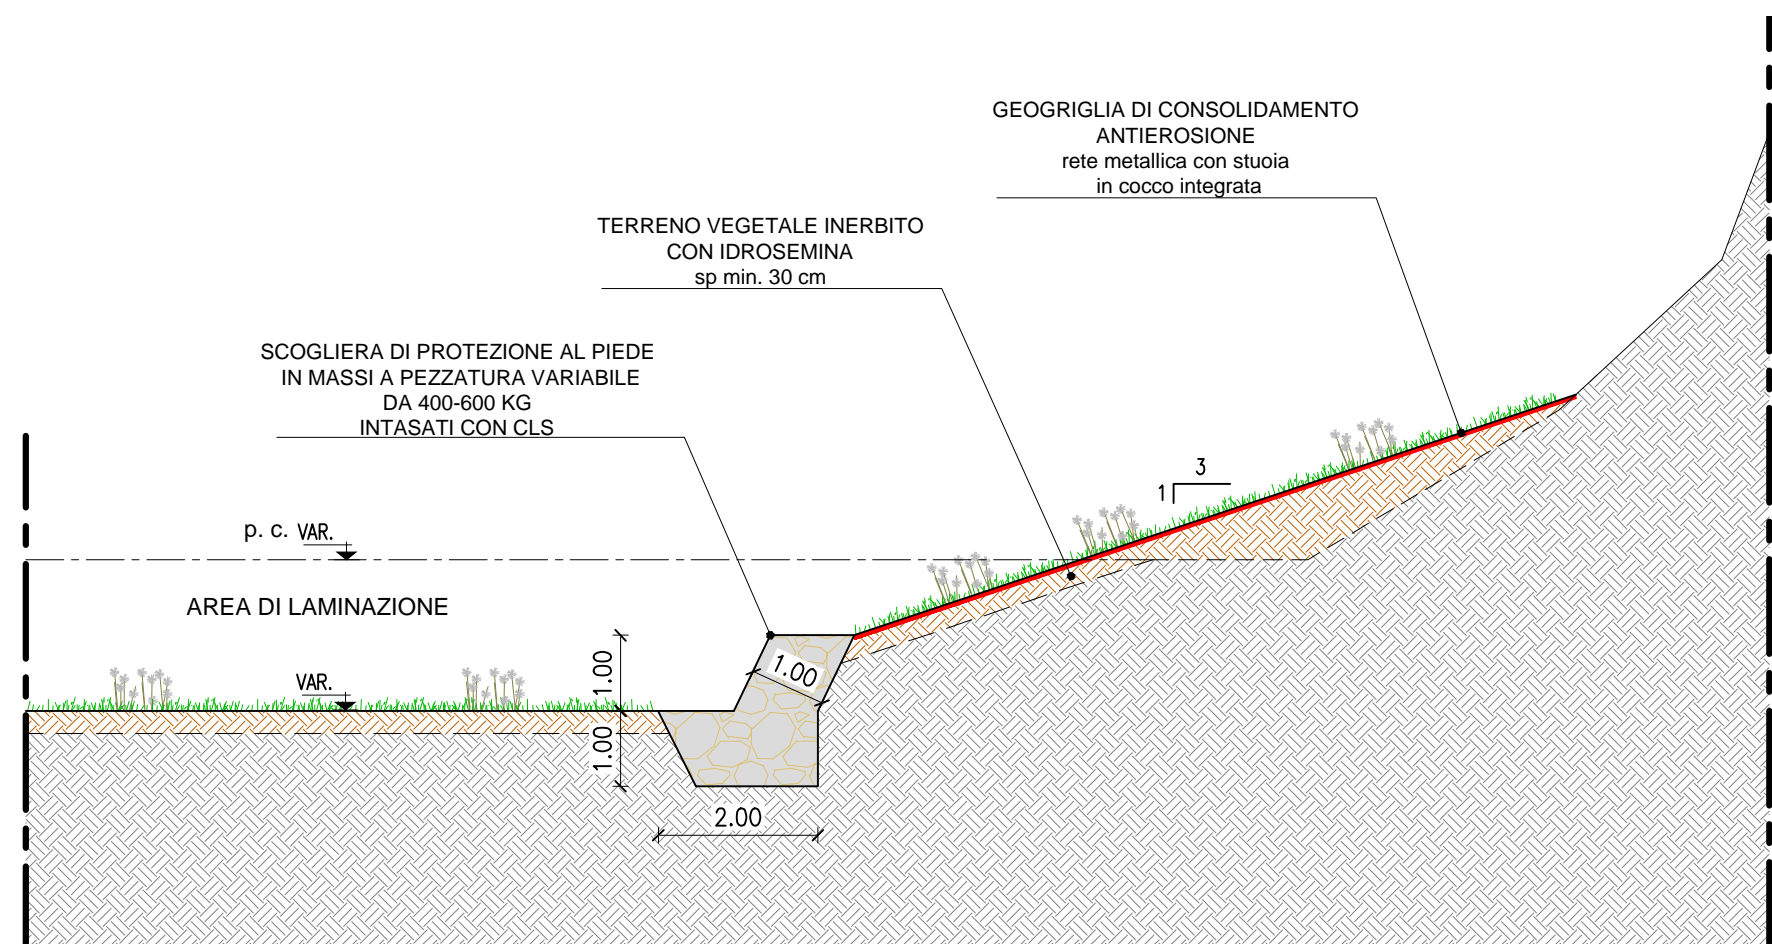 GEOGRIGLIA DI CONSOLIDAMENTO
ANTIEROSIONE
rete metallica con stuoia
in cocco integrata
TERRENO VEGETALE INERBITO
CON IDROSEMINA
sp min. 30 cm
SCOGLIERA DI PROTEZIONE AL PIEDE
IN MASSI A PEZZATURA VARIABILE
DA 400-600 KG
INTASATI CON CLS
3
1
p. c. VAR.
AREA DI LAMINAZIONE
VAR.
1.00
1.00
1.00
2.00